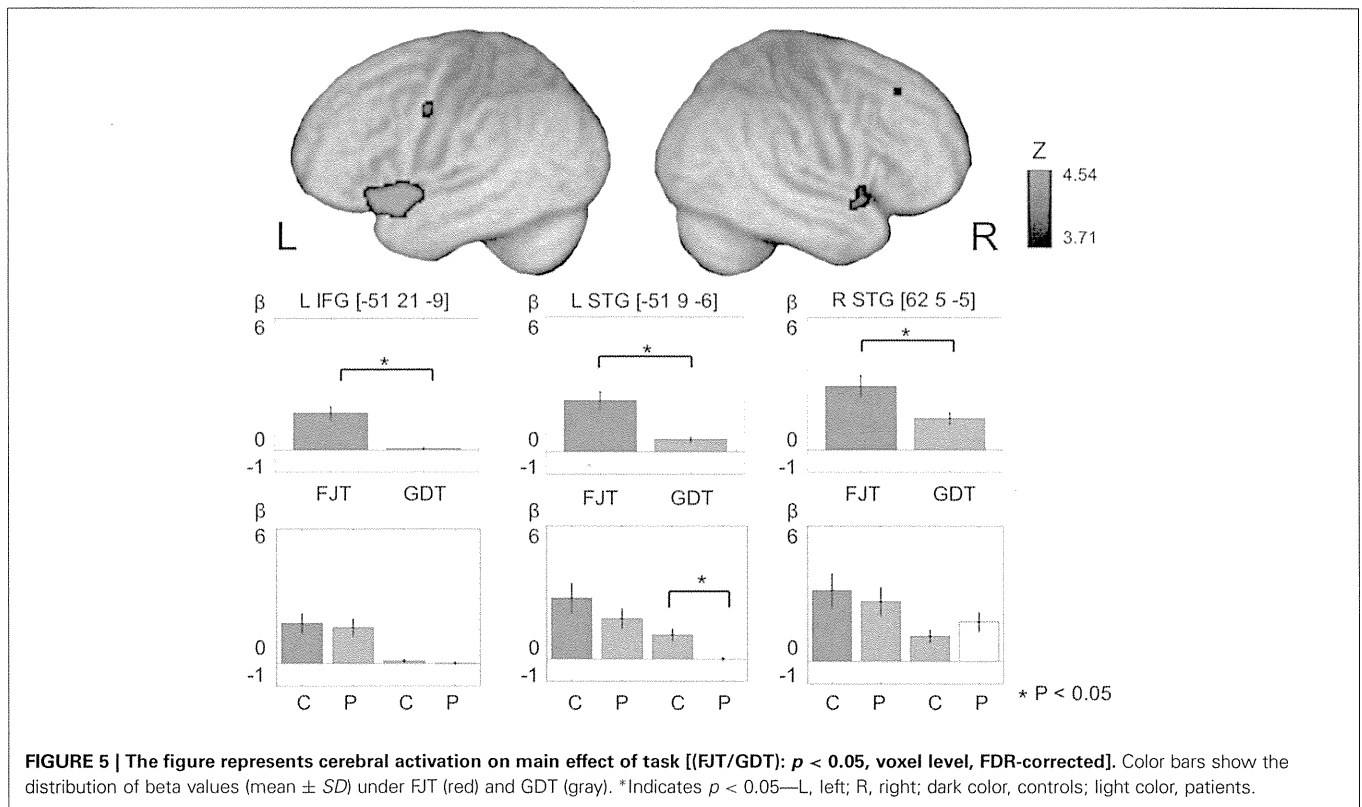 Z
4.54
3.71
L
R
β L IFG [-51 21 -9]
6
*
0
-1
FJT GDT
β L STG [-51 9 -6]
6
*
0
-1
FJT GDT
β R STG [62 5 -5]
6
*
0
-1
FJT GDT
β
6
0
-1
C P C P
β
6
*
0
-1
C P C P
β
6
0
-1
C P C P
* P < 0.05
FIGURE 5 | The figure represents cerebral activation on main effect of task [(FJT/GDT): p < 0.05, voxel level, FDR-corrected]. Color bars show the
distribution of beta values (mean ± SD) under FJT (red) and GDT (gray). *Indicates p < 0.05—L, left; R, right; dark color, controls; light color, patients.